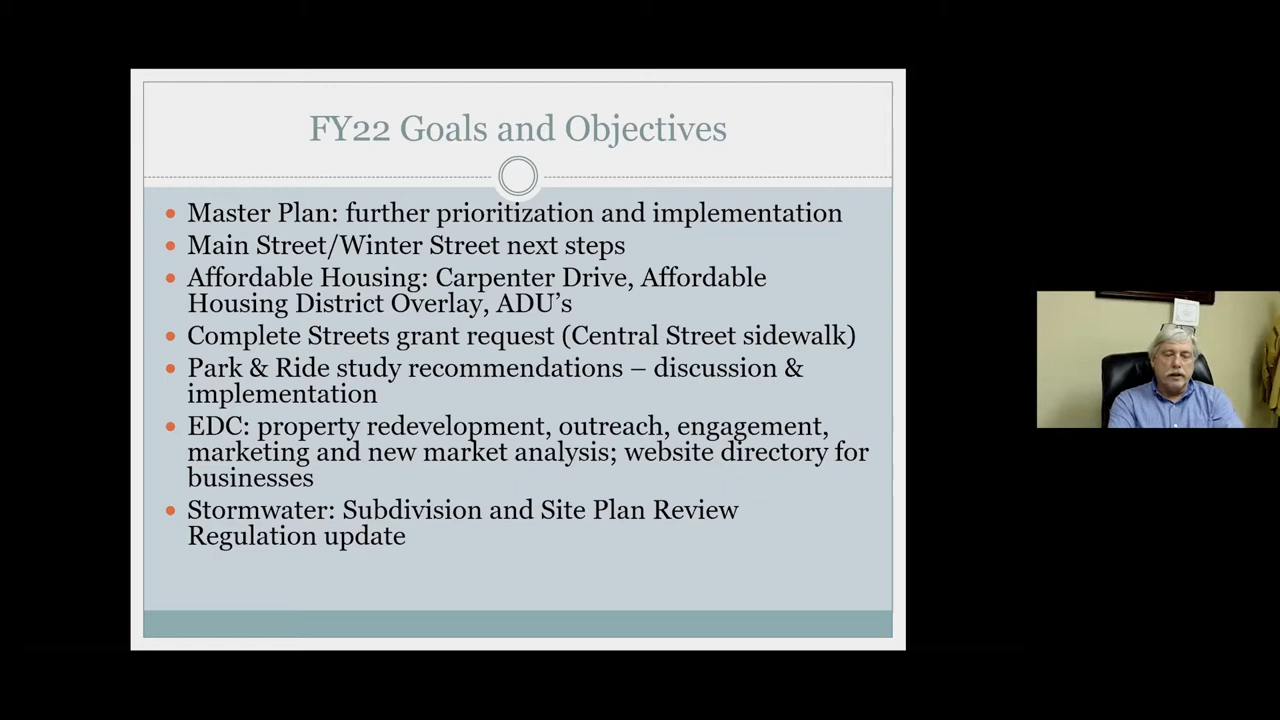 FY22 Goals and Objectives
Master Plan: further prioritization and implementation
Main Street/Winter Street next steps
Affordable Housing: Carpenter Drive, Affordable
Housing District Overlay, ADU's
Complete Streets grant request (Central Street sidewalk)
Park & Ride study recommendations – discussion &
implementation
EDC: property redevelopment, outreach, engagement,
marketing and new market analysis; website directory for
businesses
Stormwater: Subdivision and Site Plan Review
Regulation update